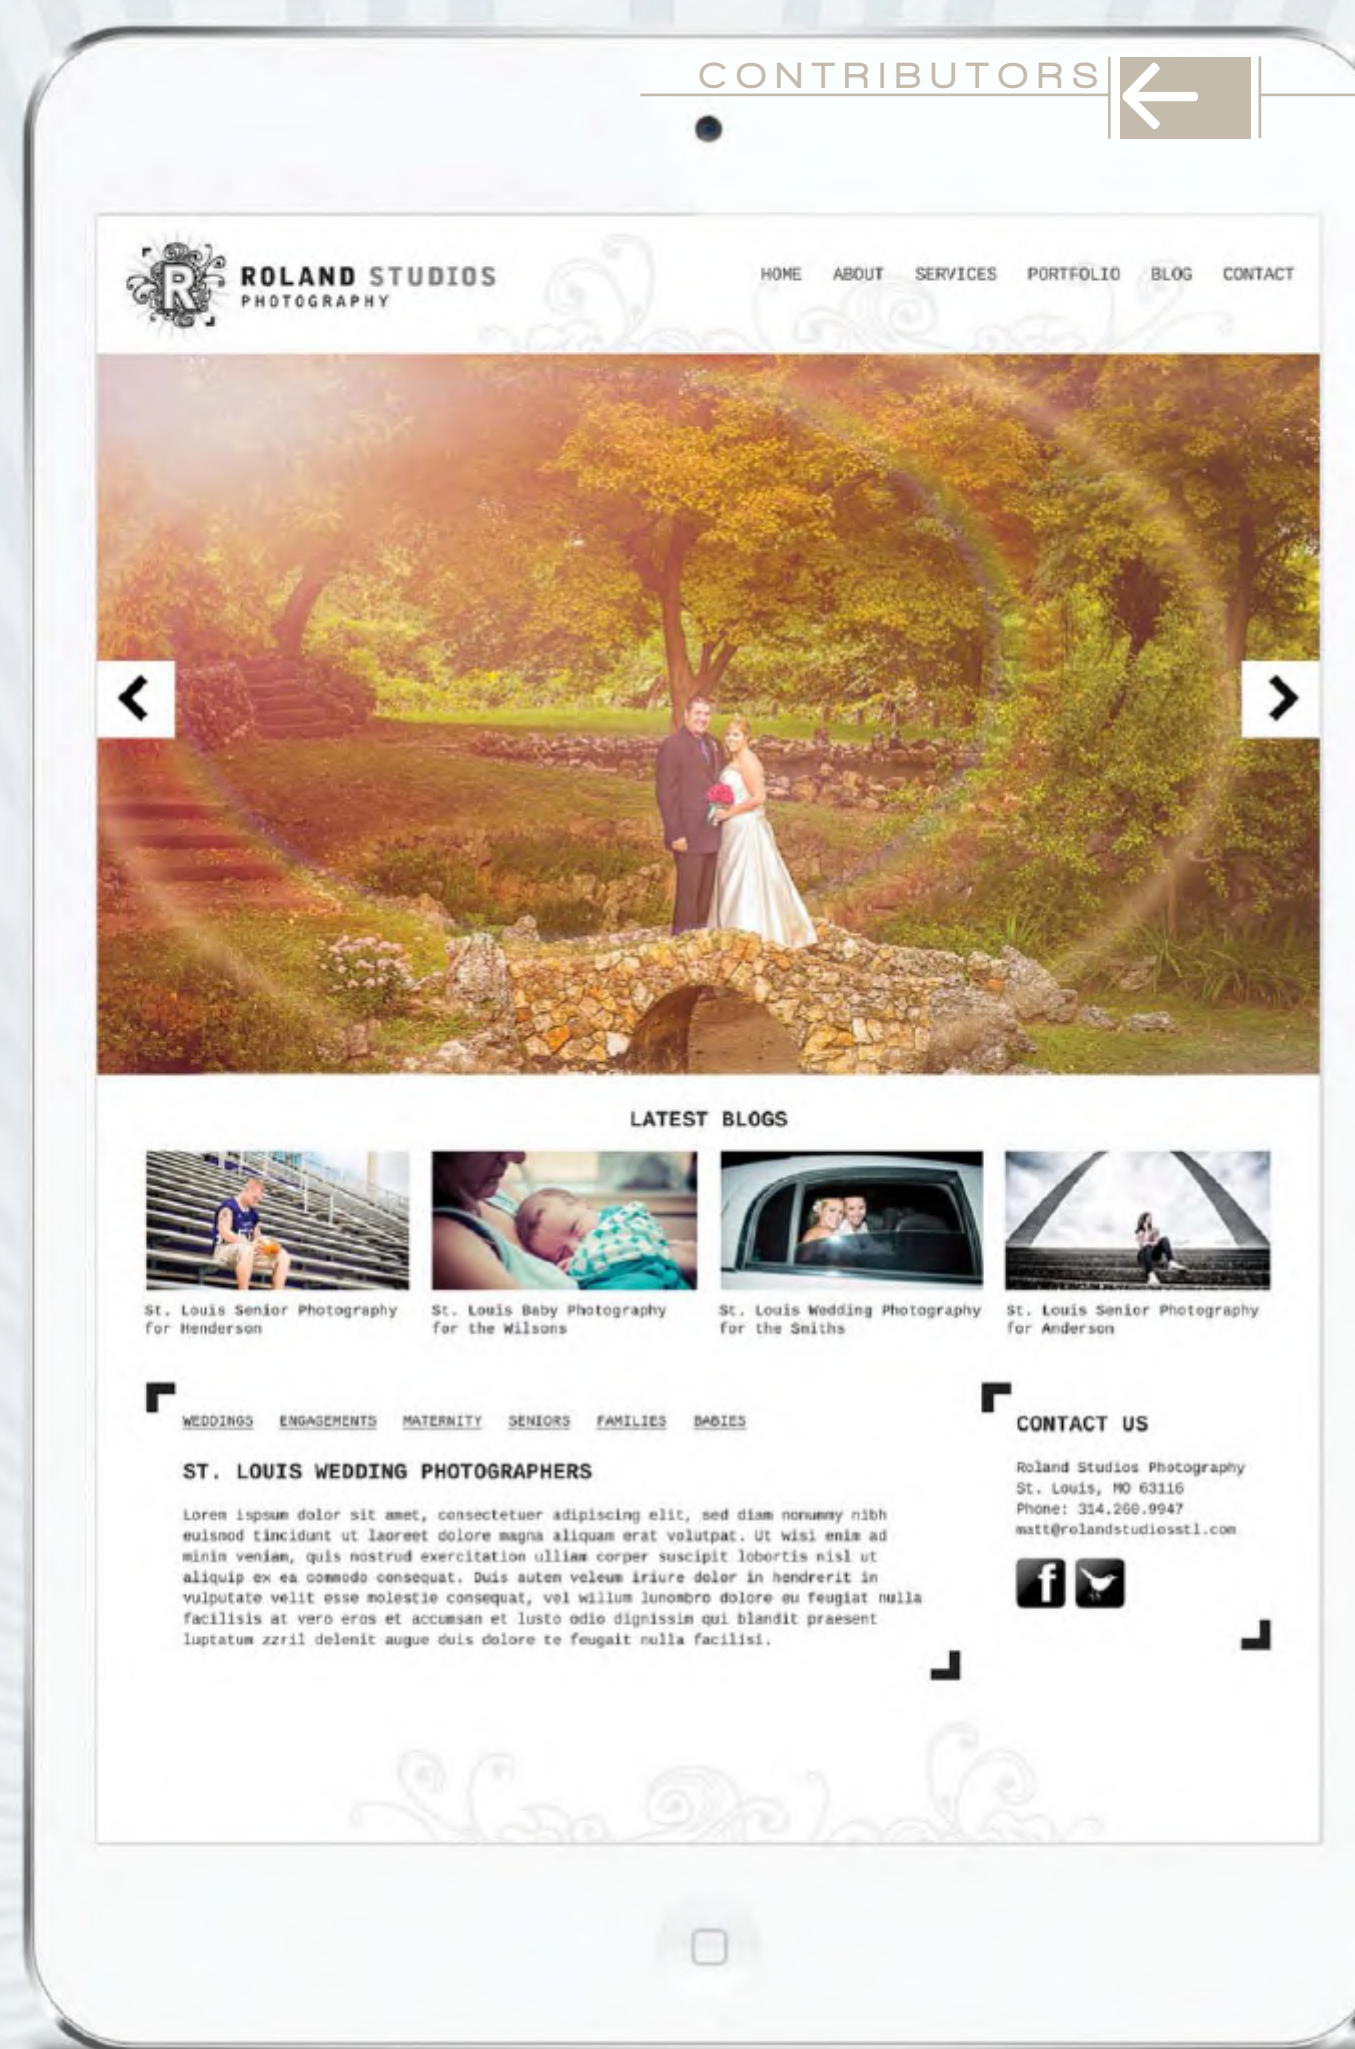 CONTRIBUTORS
R
ROLAND STUDIOS
PHOTOGRAPHY
HOME ABOUT SERVICES PORTFOLIO BLOG CONTACT
LATEST BLOGS
St. Louis Senior Photography
for Henderson
St. Louis Baby Photography
for the Wilsons
St. Louis Wedding Photography
for the Smiths
St. Louis Senior Photography
for Anderson
WEDDINGS ENGAGEMENTS MATERNITY SENIORS FAMILIES BABIES
ST. LOUIS WEDDING PHOTOGRAPHERS
Lorem ispsum dolor sit amet, consectetuer adipiscing elit, sed diam nonummy nibh
euismod tincidunt ut laoreet dolore magna aliquam erat volutpat. Ut wisi enim ad
minim veniam, quis nostrud exercitation ulliam corper suscipit lobortis nisl ut
aliquip ex ea commodo consequat. Duis autem veleum iriure dolor in hendrerit in
vulputate velit esse molestie consequat, vel willum lunombro dolore eu feugiat nulla
facilisis at vero eros et accumsan et lusto odio dignissim qui blandit praesent
luptatum zzril delenit augue duis dolore te feugait nulla facilisi.
CONTACT US
Roland Studios Photography
St. Louis, MO 63116
Phone: 314.260.9947
matt@rolandstudiosstl.com
f